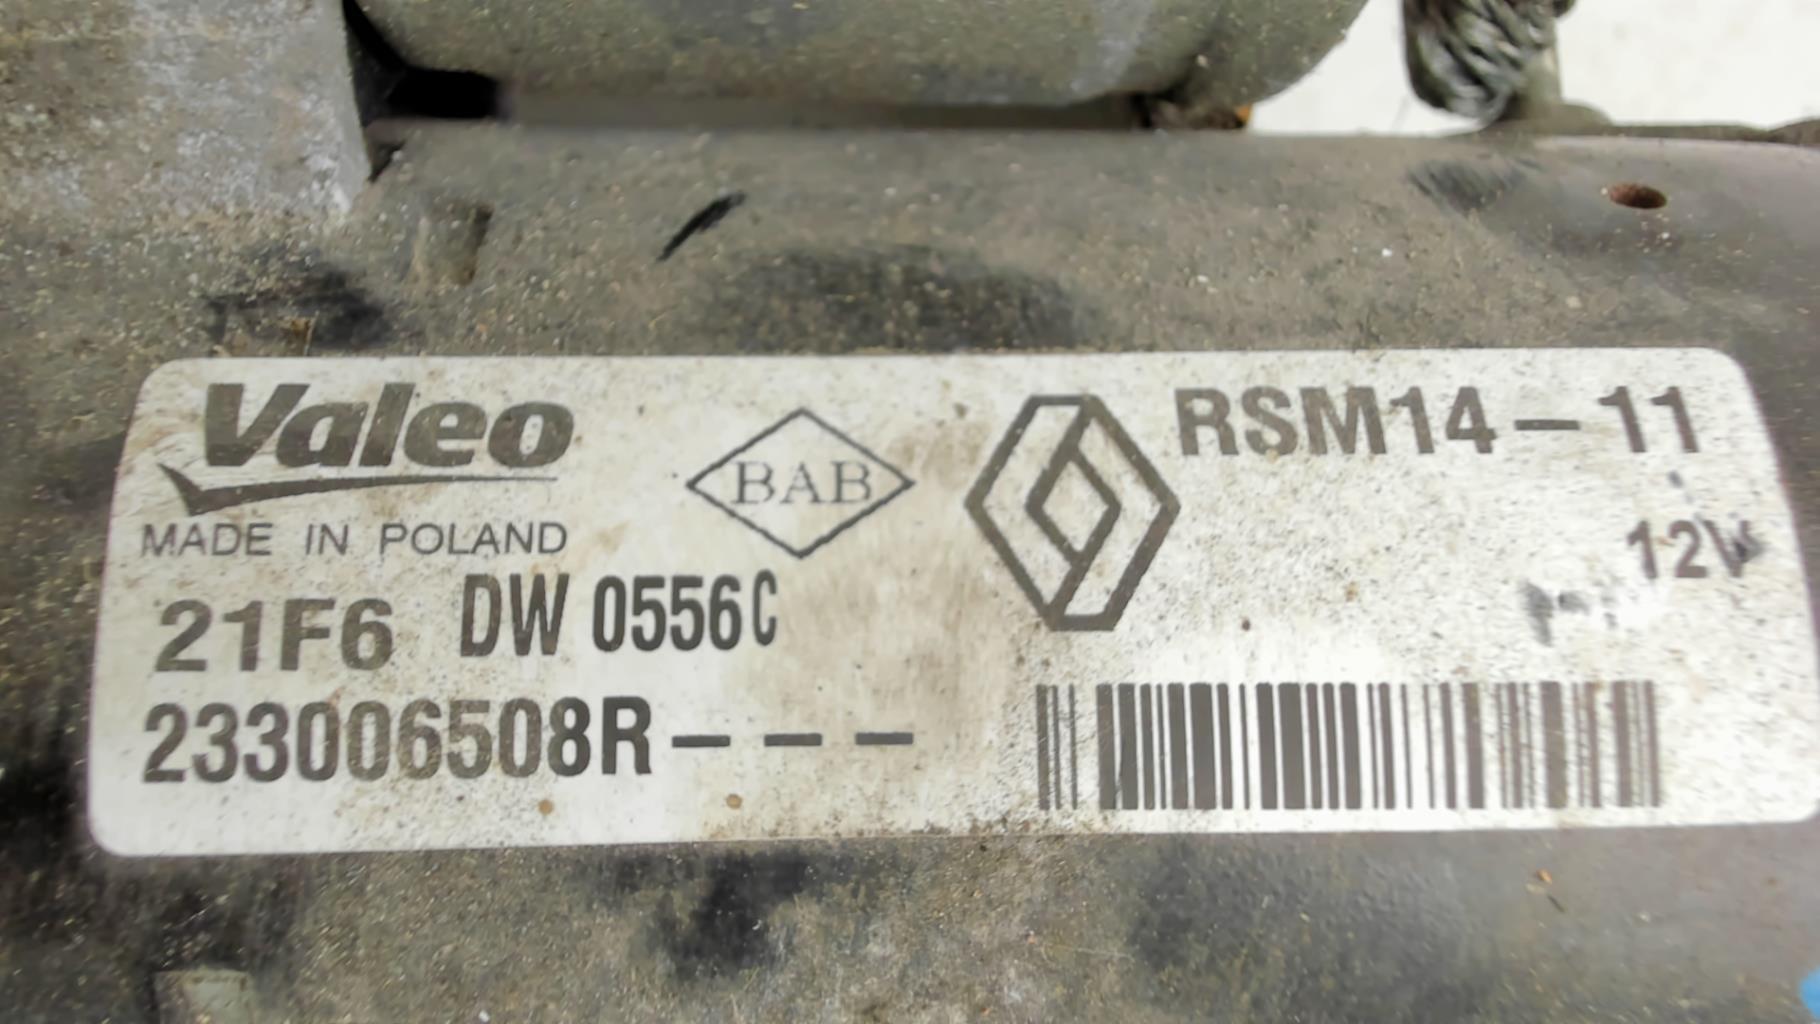 Valeo
BAB
RSM14-11
MADE IN POLAND
12V
21F6 DW 0556C
233006508R---